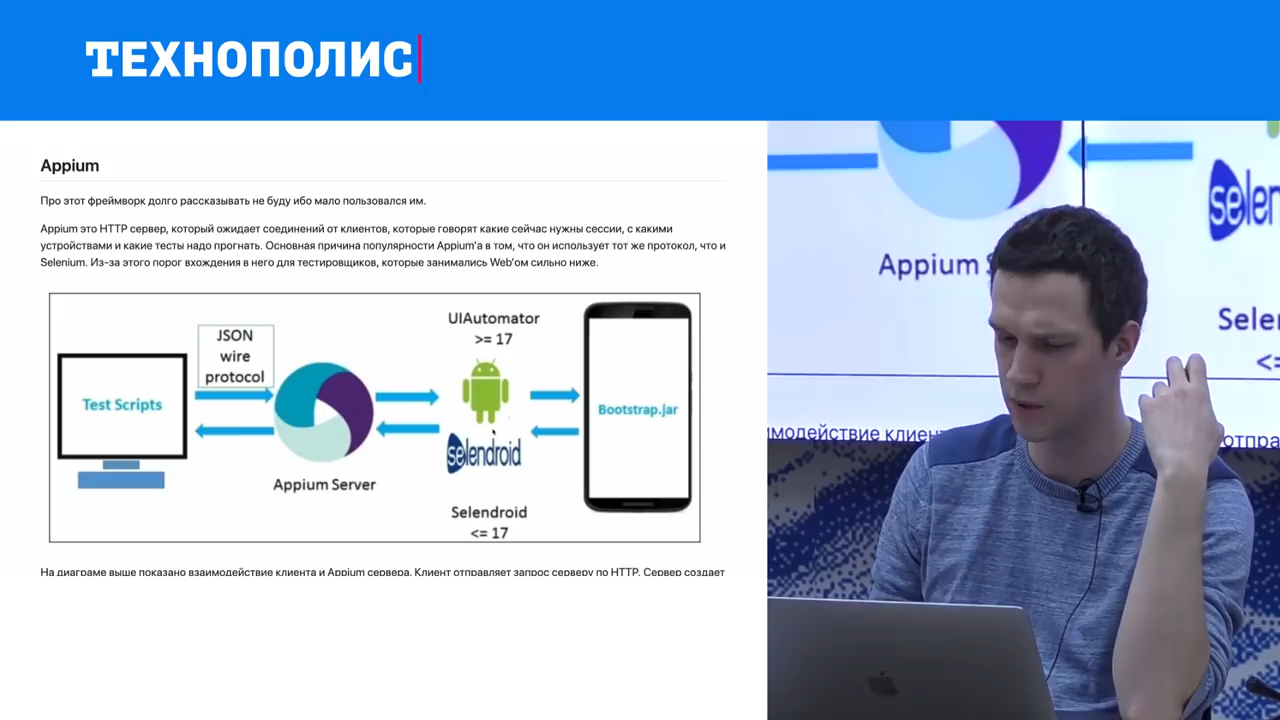 ТЕХНОПОЛИС
Appium
Про этот фреймворк долго рассказывать не буду ибо мало пользовался им.
Appium это HTTP сервер, который ожидает соединений от клиентов, которые говорят какие сейчас нужны сессии, с какими
устройствами и какие тесты надо прогнать. Основная причина популярности Appium’а в том, что он использует тот же протокол, что и
Selenium. Из-за этого порог вхождения в него для тестировщиков, которые занимались Web’ом сильно ниже.
JSON
wire
protocol
Test Scripts
Appium Server
UIAutomator
>= 17
selendroid
Selendroid
<= 17
Bootstrap.jar
На диаграме выше показано взаимодействие клиента и Appium сервера. Клиент отправляет запрос серверу по HTTP. Сервер создает
selen
Appium S
Selen
<=
имодействие клиен
отпра